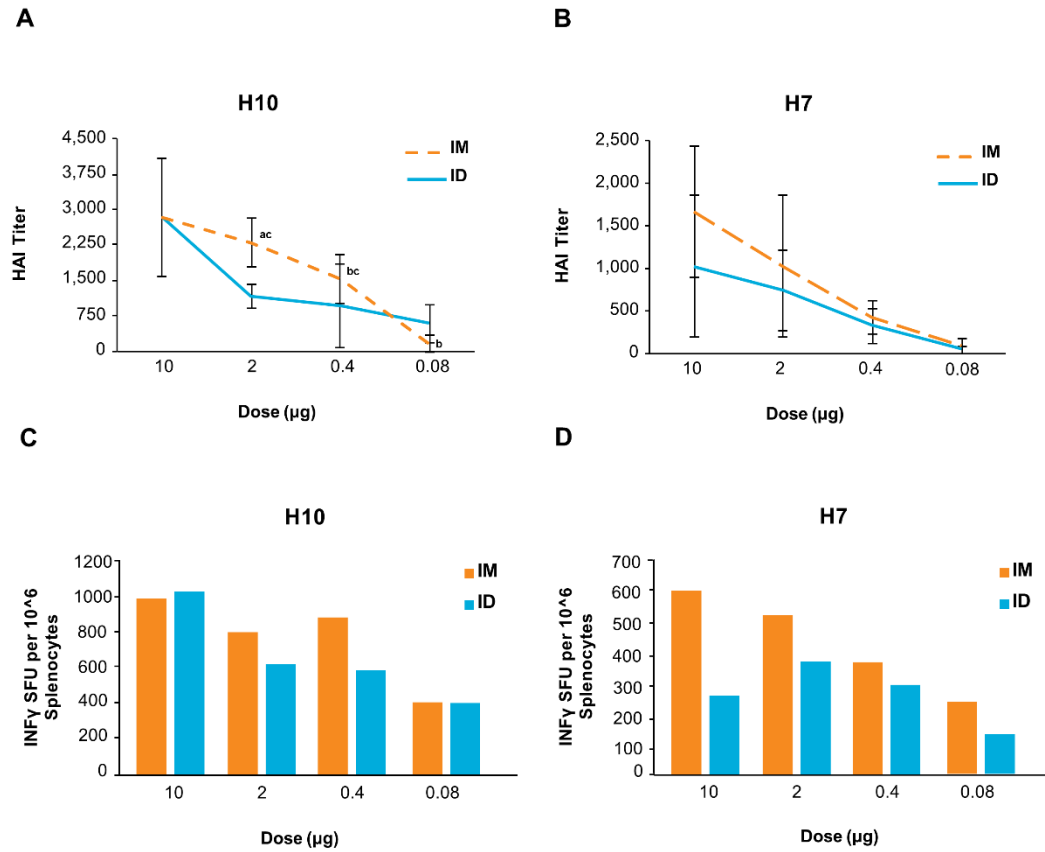 A
H10
4,500
3,750
3,000
2,250
1,500
750
0
HAI Titer
IM
ID
ac
bc
b
10 2 0.4 0.08
Dose (µg)
B
H7
2,500
2,000
1,500
1,000
500
0
HAI Titer
IM
ID
10 2 0.4 0.08
Dose (µg)
C
H10
1200
1000
800
600
400
200
0
INFγ SFU per 10^6
Splenocytes
IM
ID
10 2 0.4 0.08
Dose (µg)
D
H7
700
600
500
400
300
200
100
0
INFγ SFU per 10^6
Splenocytes
IM
ID
10 2 0.4 0.08
Dose (µg)